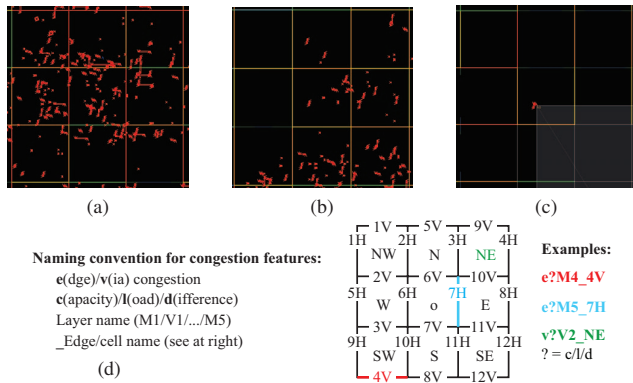 (a)
(b)
(c)
Naming convention for congestion features:
e(dge)/v(ia) congestion
c(apacity)/l(oad)/d(ifference)
Layer name (M1/V1/.../M5)
_Edge/cell name (see at right)
(d)
1V 5V 9V
1H 2H 3H 4H
NW N NE
2V 6V 10V
5H 6H 7H 8H
W o E
3V 7V 11V
9H 10H 11H 12H
SW S SE
4V 8V 12V
Examples:
e?M4_4V
e?M5_7H
v?V2_NE
? = c/l/d